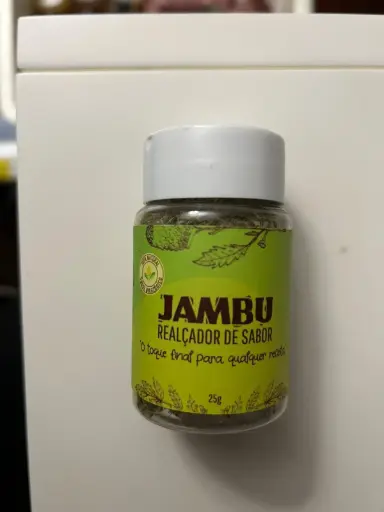 JAMBU
REALÇADOR DE SABOR
O toque final para qualquer receita
25g